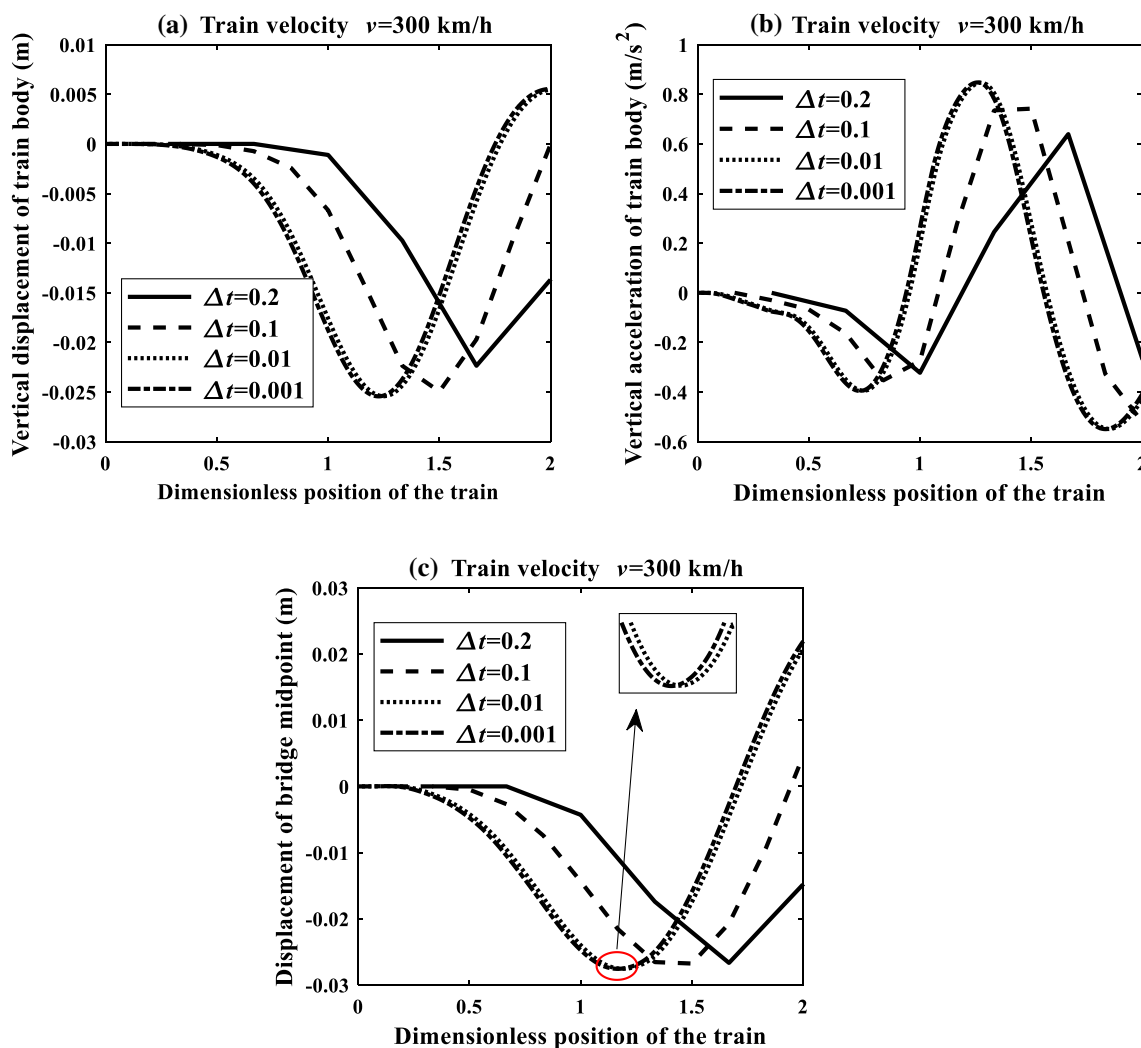 (a) Train velocity v=300 km/h
Vertical displacement of train body (m)
0.01
0.005
0
-0.005
-0.01
-0.015
-0.02
-0.025
-0.03
Δt=0.2
Δt=0.1
Δt=0.01
Δt=0.001
0 0.5 1 1.5 2
Dimensionless position of the train
(b) Train velocity v=300 km/h
Vertical acceleration of train body (m/s²)
1
0.8
0.6
0.4
0.2
0
-0.2
-0.4
-0.6
Δt=0.2
Δt=0.1
Δt=0.01
Δt=0.001
0 0.5 1 1.5 2
Dimensionless position of the train
(c) Train velocity v=300 km/h
Displacement of bridge midpoint (m)
0.03
0.02
0.01
0
-0.01
-0.02
-0.03
Δt=0.2
Δt=0.1
Δt=0.01
Δt=0.001
0 0.5 1 1.5 2
Dimensionless position of the train